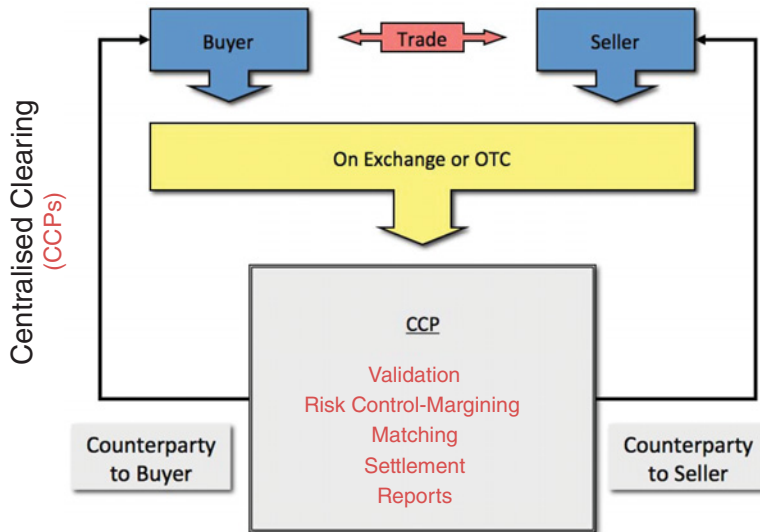 Buyer
Trade
Seller
Centralised Clearing
(CCPs)
On Exchange or OTC
CCP
Validation
Risk Control-Margining
Matching
Settlement
Reports
Counterparty
to Buyer
Counterparty
to Seller